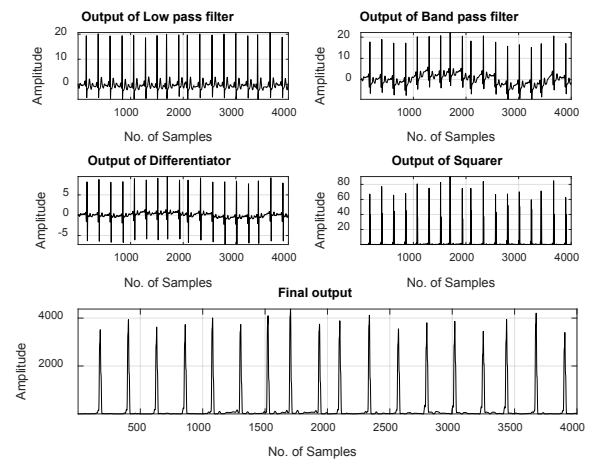 Output of Low pass filter
20
10
0
Amplitude
1000 2000 3000 4000
No. of Samples
Output of Band pass filter
20
10
0
Amplitude
1000 2000 3000 4000
No. of Samples
Output of Differentiator
5
0
-5
Amplitude
1000 2000 3000 4000
No. of Samples
Output of Squarer
80
60
40
20
Amplitude
1000 2000 3000 4000
No. of Samples
Final output
4000
2000
Amplitude
500 1000 1500 2000 2500 3000 3500 4000
No. of Samples